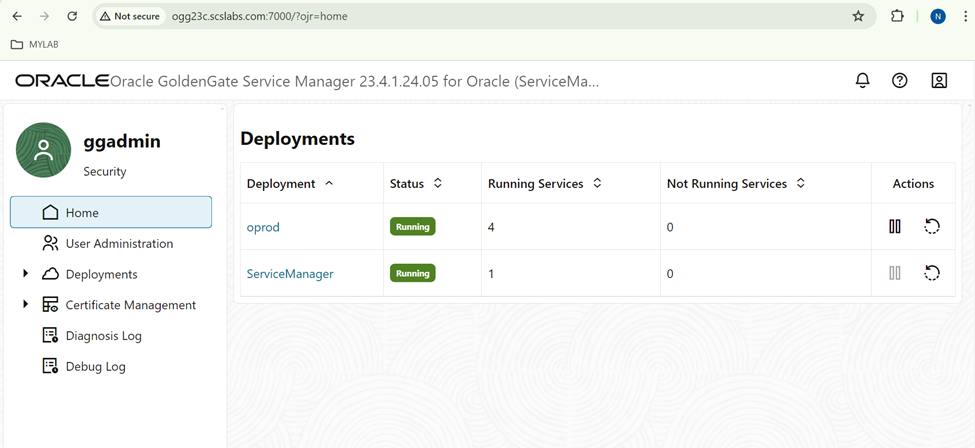 Not secure ogg23c.scslabs.com:7000/?ojr=home N
MYLAB
ORACLE Oracle GoldenGate Service Manager 23.4.1.24.05 for Oracle (ServiceMa...
ggadmin
Security
Home
User Administration
Deployments
Certificate Management
Diagnosis Log
Debug Log
Deployments
Deployment Status Running Services Not Running Services Actions
oprod Running 4 0
ServiceManager Running 1 0